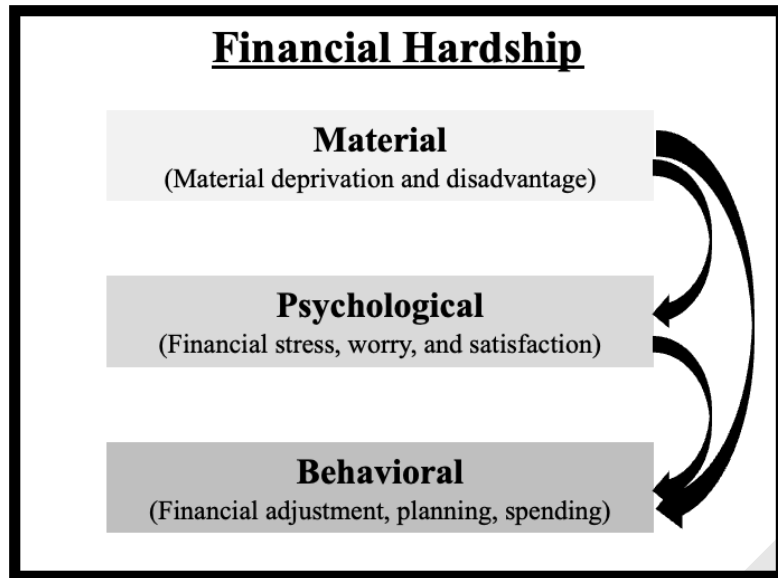 Financial Hardship
Material
(Material deprivation and disadvantage)
Psychological
(Financial stress, worry, and satisfaction)
Behavioral
(Financial adjustment, planning, spending)